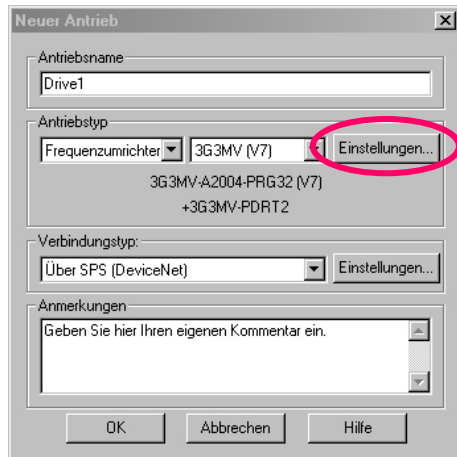 Neuer Antrieb
Antriebsname
Drive1
Antriebstyp
Frequenzumrichter 3G3MV (V7) Einstellungen...
3G3MV-A2004-PRG32 (V7)
+3G3MV-PDRT2
Verbindungstyp:
Über SPS (DeviceNet) Einstellungen...
Anmerkungen
Geben Sie hier Ihren eigenen Kommentar ein.
OK Abbrechen Hilfe